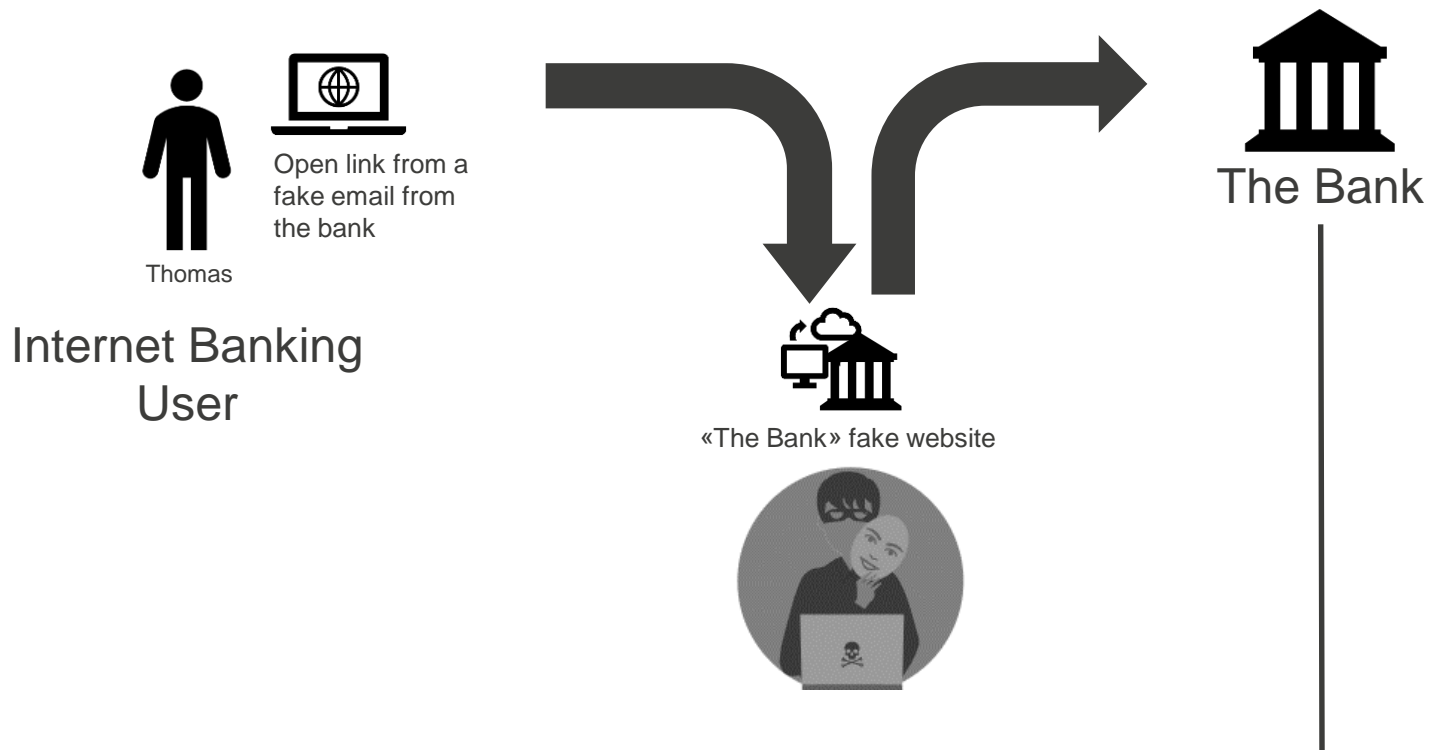 Open link from a
fake email from
the bank
Thomas
Internet Banking
User
The Bank
«The Bank» fake website